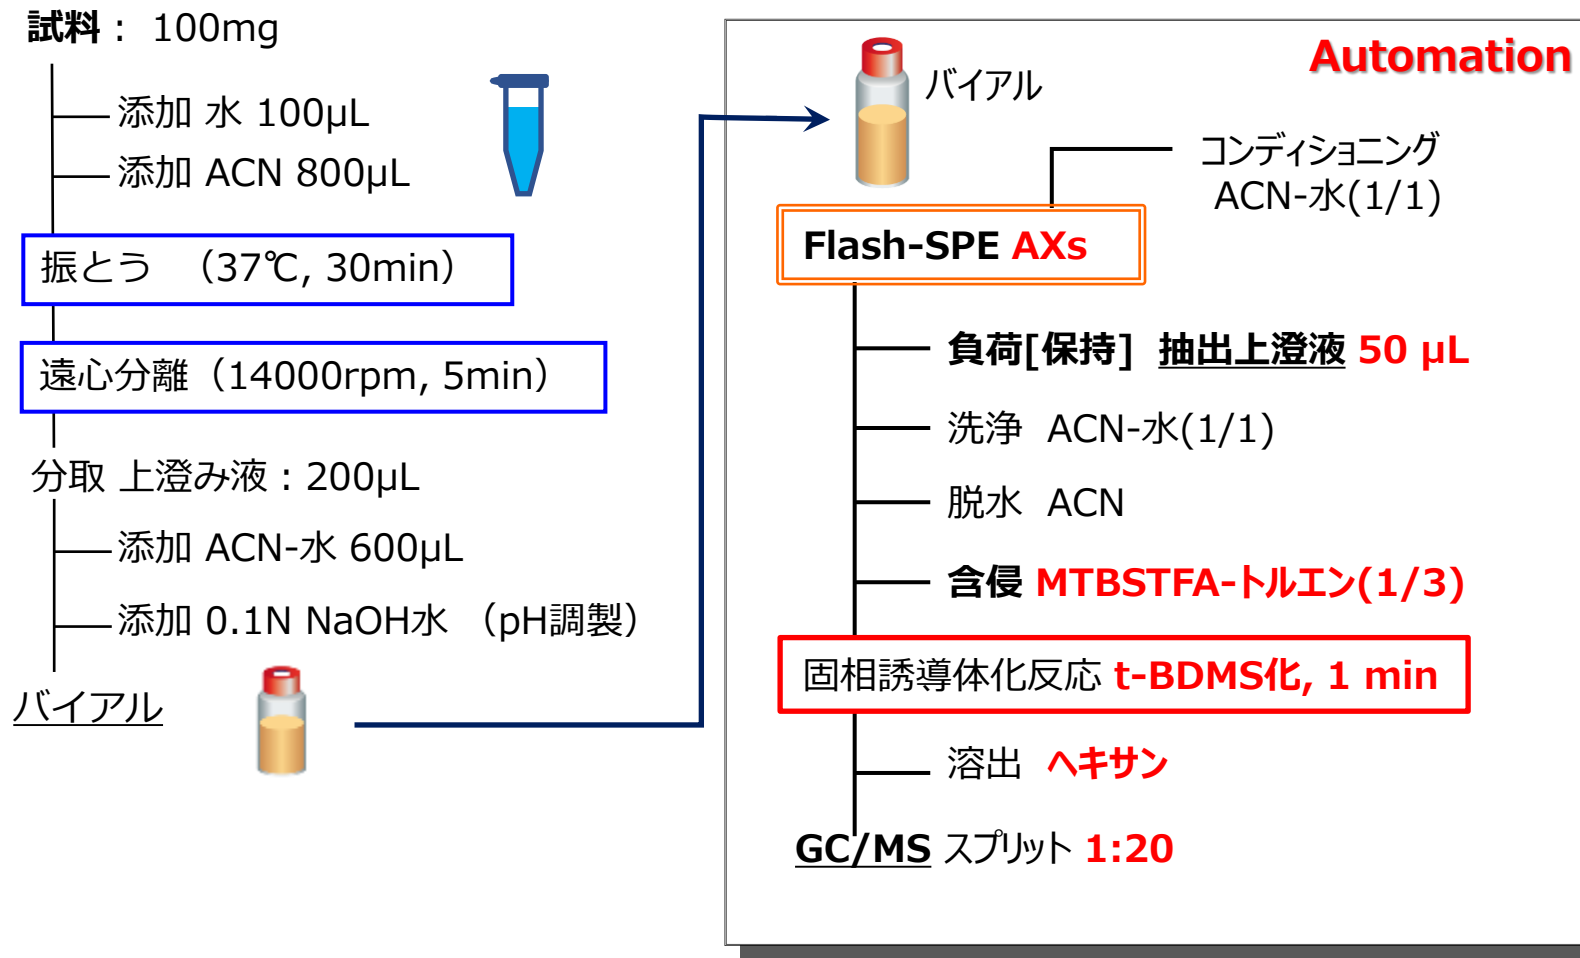 試料： 100mg
添加 水 100μL
添加 ACN 800μL
振とう （37℃, 30min）
遠心分離（14000rpm, 5min）
分取 上澄み液：200μL
添加 ACN-水 600μL
添加 0.1N NaOH水 （pH調製）
バイアル
Automation
バイアル
コンディショニング
ACN-水(1/1)
Flash-SPE AXs
負荷[保持] 抽出上澄液 50 μL
洗浄 ACN-水(1/1)
脱水 ACN
含侵 MTBSTFA-トルエン(1/3)
固相誘導体化反応 t-BDMS化, 1 min
溶出 ヘキサン
GC/MS スプリット 1:20